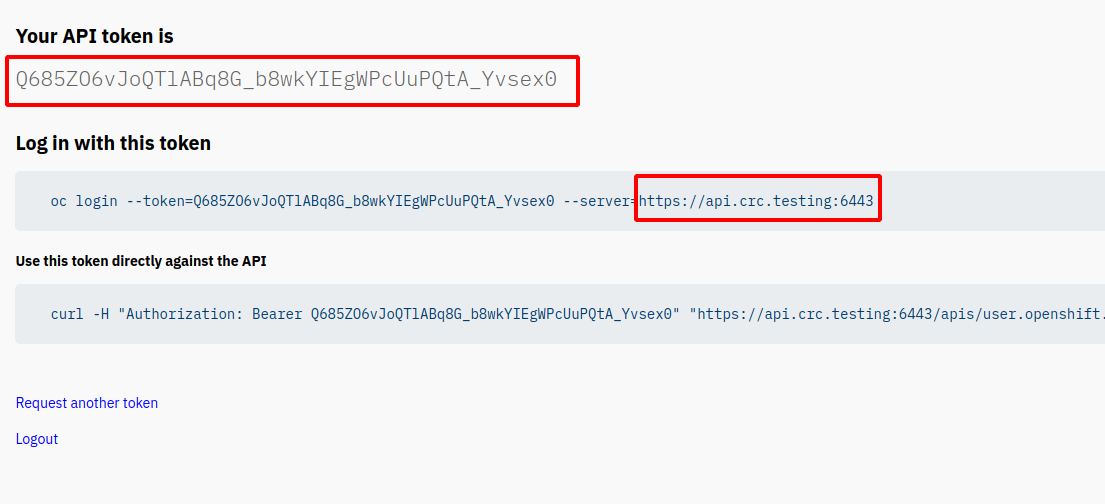 Your API token is
Q685ZO6vJoQTlABq8G_b8wkYIEgWPcUuPQtA_Yvsex0
Log in with this token
oc login --token=Q685ZO6vJoQTlABq8G_b8wkYIEgWPcUuPQtA_Yvsex0 --server=https://api.crc.testing:6443
Use this token directly against the API
curl -H "Authorization: Bearer Q685ZO6vJoQTlABq8G_b8wkYIEgWPcUuPQtA_Yvsex0" "https://api.crc.testing:6443/apis/user.openshift.
Request another token
Logout